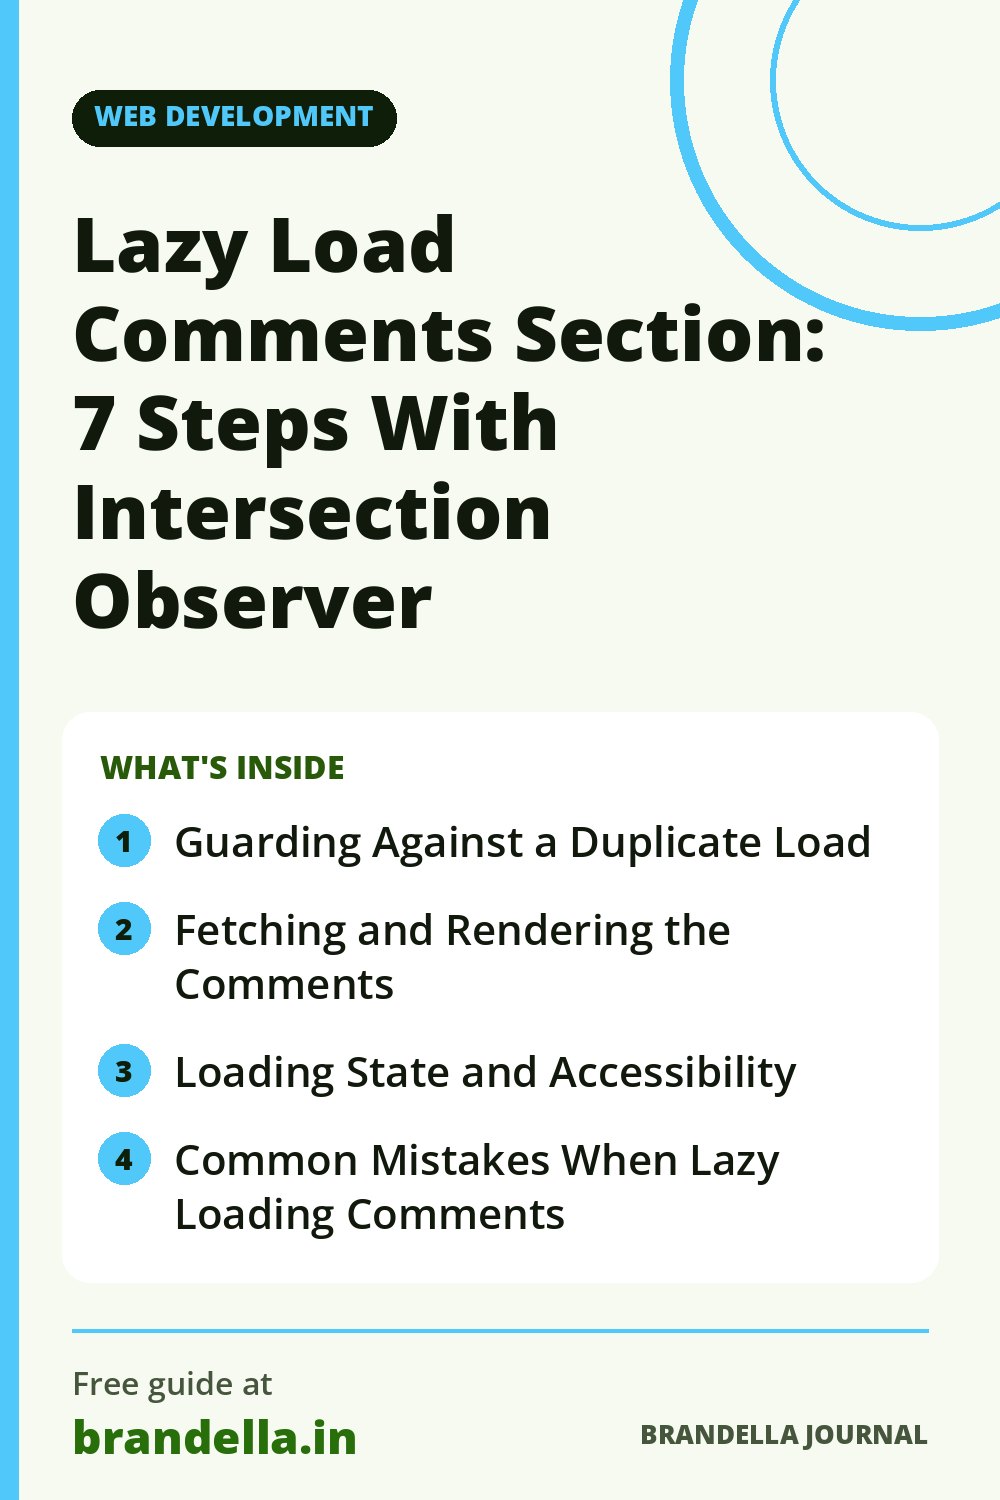 WEB DEVELOPMENT
Lazy Load
Comments Section:
7 Steps With
Intersection
Observer
WHAT'S INSIDE
1 Guarding Against a Duplicate Load
2 Fetching and Rendering the
Comments
3 Loading State and Accessibility
4 Common Mistakes When Lazy
Loading Comments
Free guide at
brandella.in
BRANDELLA JOURNAL